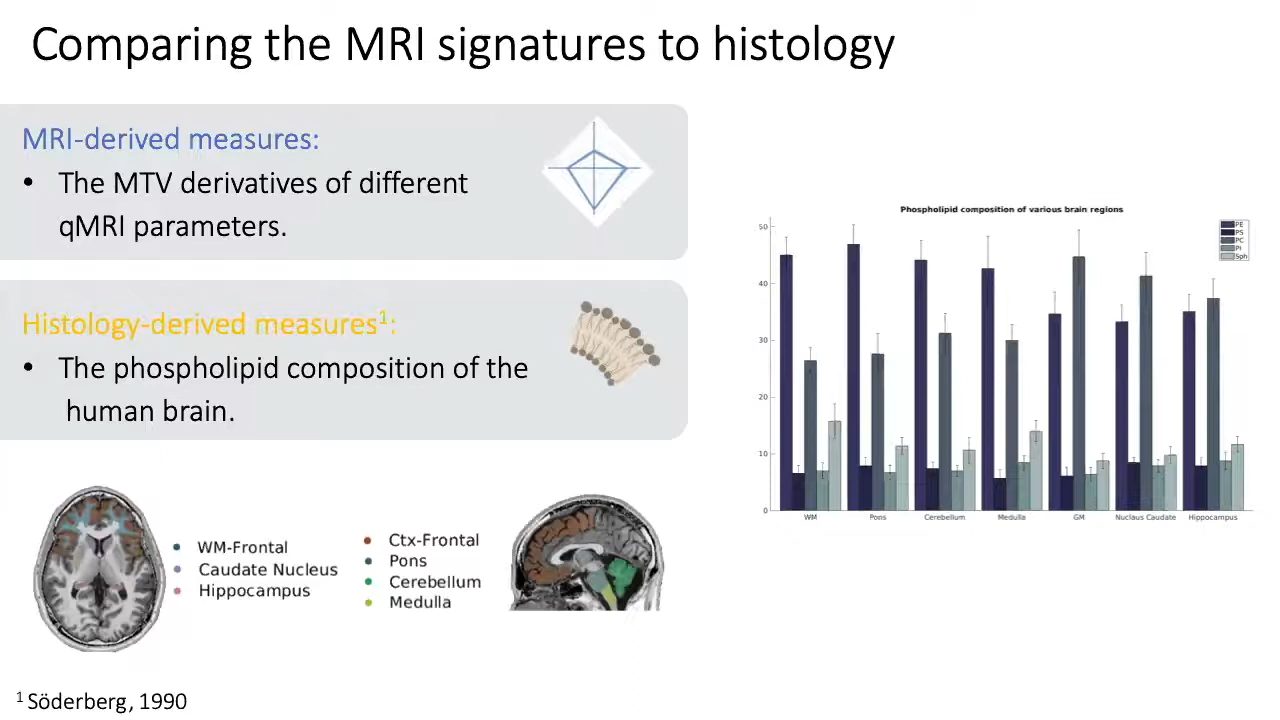 Comparing the MRI signatures to histology
MRI-derived measures:
• The MTV derivatives of different
qMRI parameters.
Histology-derived measures¹:
• The phospholipid composition of the
human brain.
WM-Frontal
Caudate Nucleus
Hippocampus
Ctx-Frontal
Pons
Cerebellum
Medulla
Phospholipid composition of various brain regions
PE
PS
PC
PI
Sph
50
40
30
20
10
0
WM Pons Cerebellum Medulla GM Nuclaus Caudate Hippocampus
¹ Söderberg, 1990